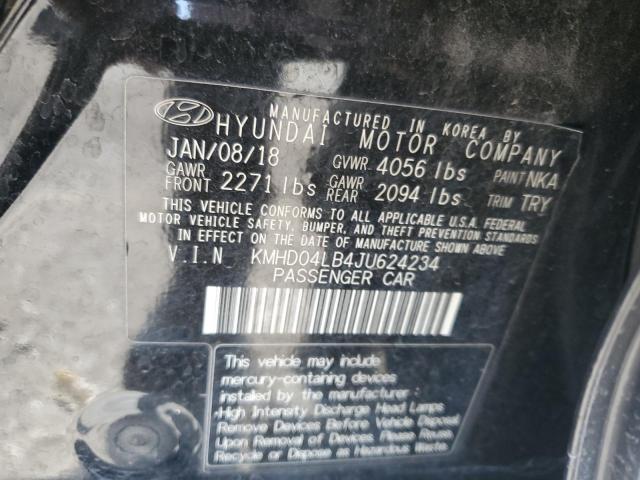 MANUFACTURED IN KOREA BY
HYUNDAI MOTOR COMPANY
JAN/08/18 GVWR 4056 lbs PAINT NKA
GAWR FRONT 2271 lbs GAWR REAR 2094 lbs TRIM TRY
THIS VEHICLE CONFORMS TO ALL APPLICABLE U.S.A. FEDERAL
MOTOR VEHICLE SAFETY, BUMPER, AND THEFT PREVENTION STANDARDS
IN EFFECT ON THE DATE OF MANUFACTURE SHOWN ABOVE
V.I.N KMHD04LB4JU624234
PASSENGER CAR
This vehicle may include
mercury-containing devices
installed by the manufacturer:
-High Intensity Discharge Head Lamps
Remove Devices Before Vehicle Disposal
Upon Removal of Devices Please Reuse,
Recycle or Dispose as Hazardous Waste.